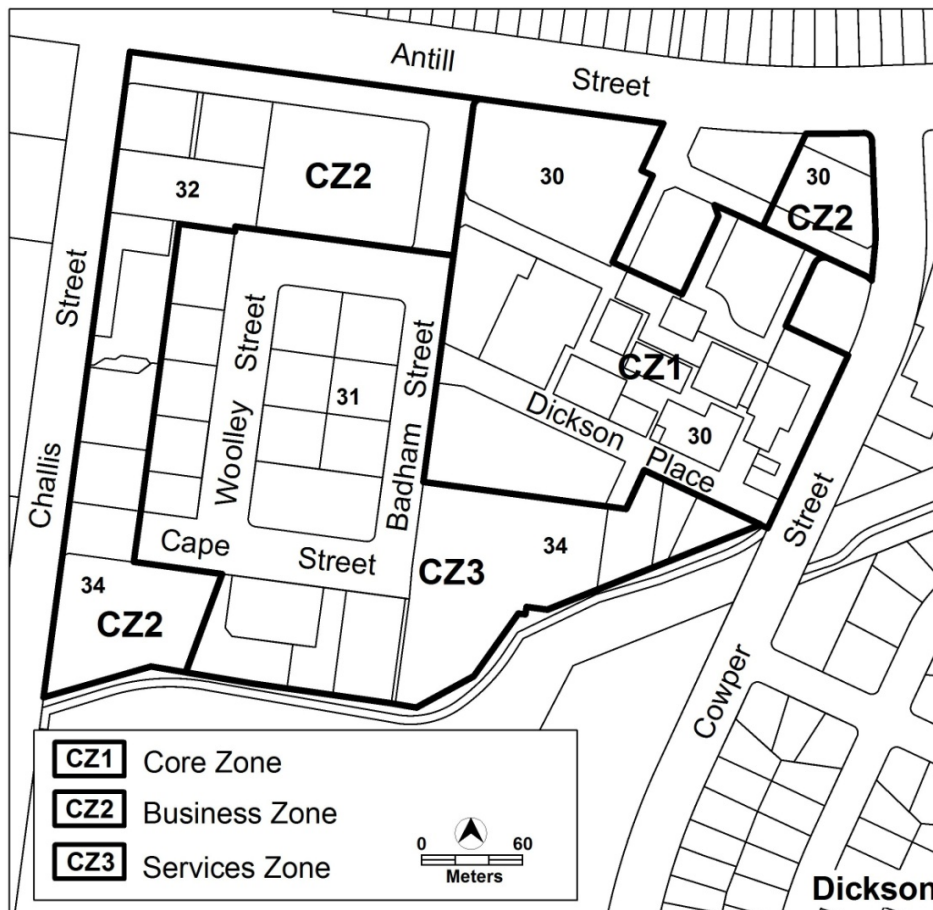 Antill Street
30
CZ2
32
30
CZ2
Challis Street
Woolley Street
31
Badham Street
CZ1
Dickson Place
30
Cape Street
CZ3
34
34
CZ2
Cowper Street
CZ1 Core Zone
CZ2 Business Zone
CZ3 Services Zone
0 60
Meters
Dickson